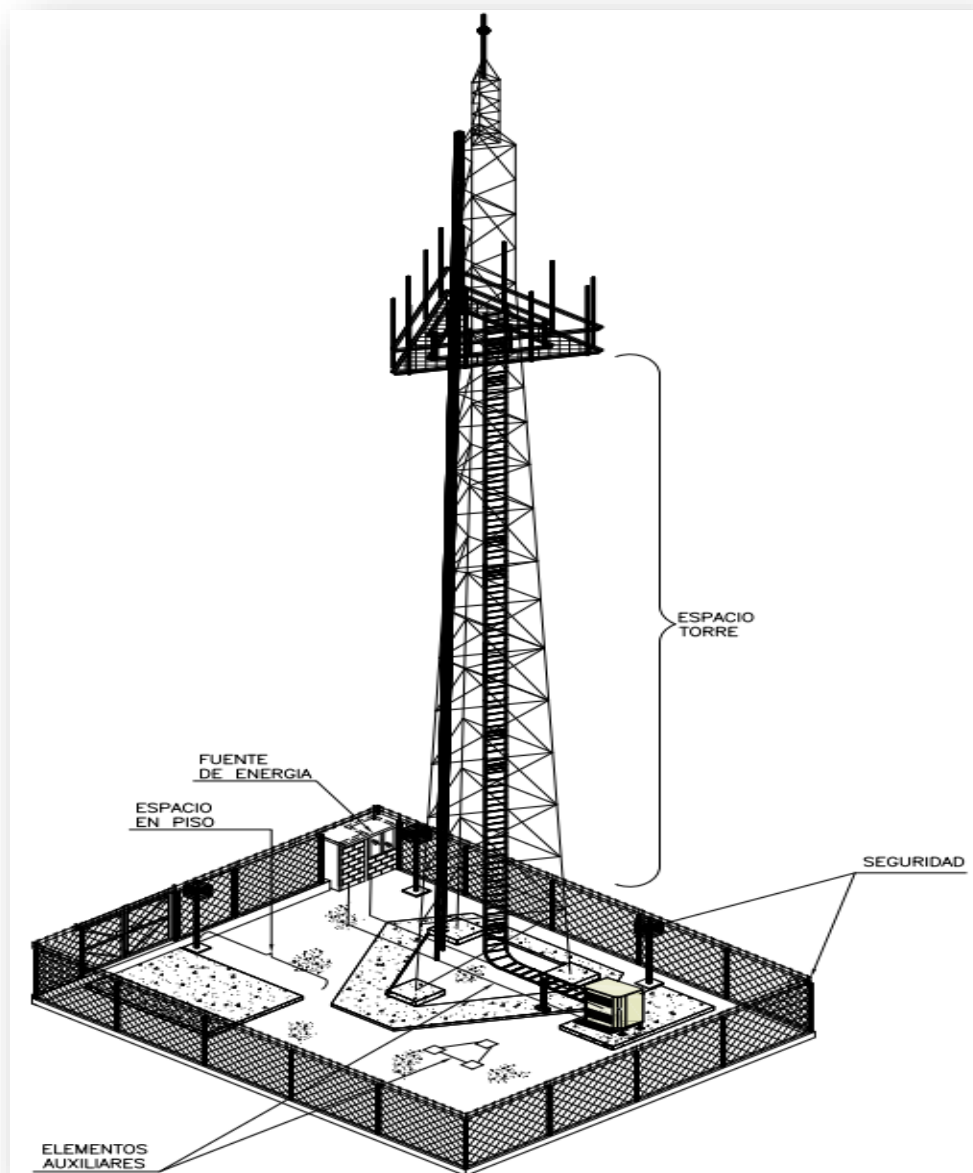 ESPACIO
TORRE
FUENTE
DE ENERGIA
ESPACIO
EN PISO
SEGURIDAD
ELEMENTOS
AUXILIARES